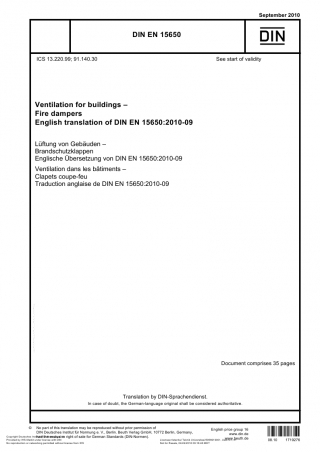 September 2010
DIN EN 15650
DIN
ICS 13.220.99; 91.140.30
See start of validity
Ventilation for buildings –
Fire dampers
English translation of DIN EN 15650:2010-09
Lüftung von Gebäuden –
Brandschutzklappen
Englische Übersetzung von DIN EN 15650:2010-09
Ventilation dans les bâtiments –
Clapets coupe-feu
Traduction anglaise de DIN EN 15650:2010-09
Document comprises 35 pages
Translation by DIN-Sprachendienst.
In case of doubt, the German-language original shall be considered authoritative.
No part of this translation may be reproduced without prior permission of
DIN Deutsches Institut für Normung e. V., Berlin. Beuth Verlag GmbH, 10772 Berlin, Germany,
right of sale for German Standards (DIN-Normen).
English price group 16
www.din.de
www.beuth.de